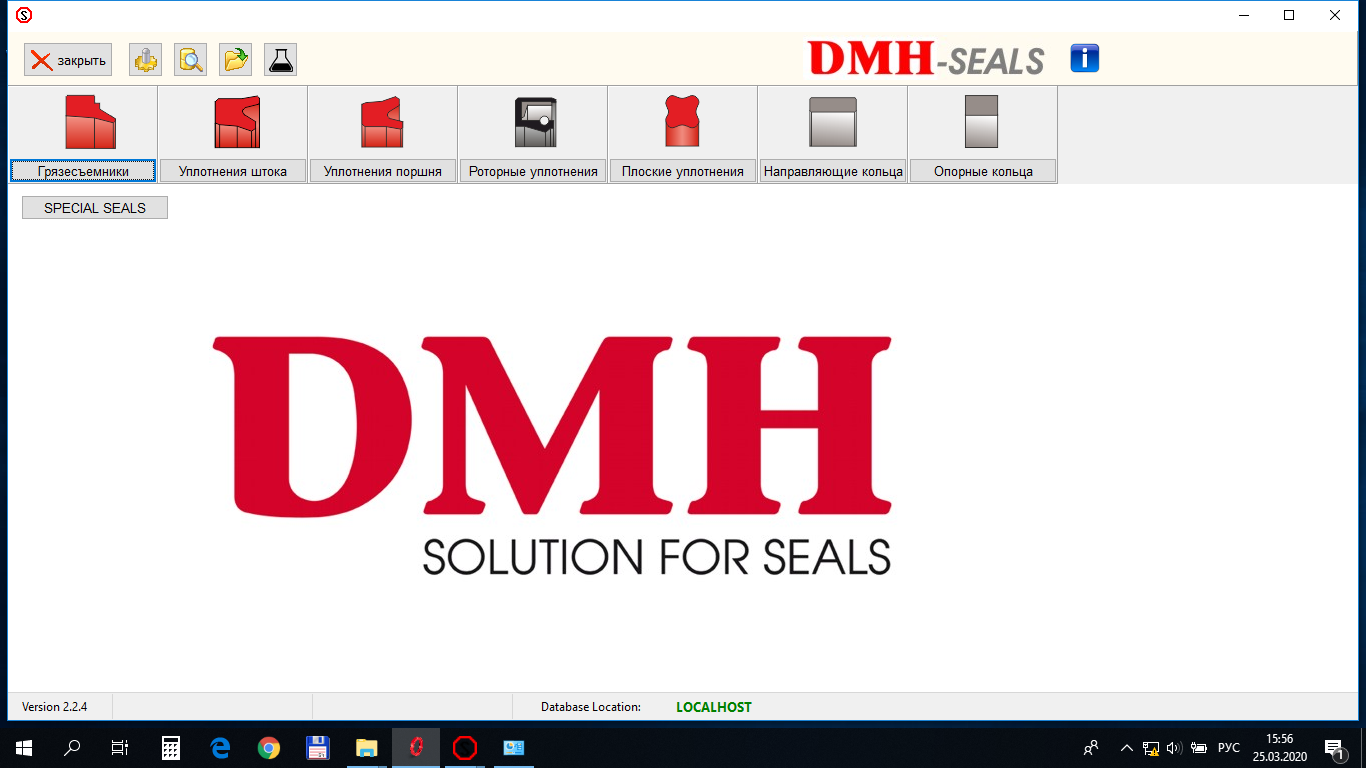 закрыть
DMH-SEALS
Грязесъемники
Уплотнения штока
Уплотнения поршня
Роторные уплотнения
Плоские уплотнения
Направляющие кольца
Опорные кольца
SPECIAL SEALS
DMH
SOLUTION FOR SEALS
Version 2.2.4
Database Location:
LOCALHOST
РУС
15:56
25.03.2020
1